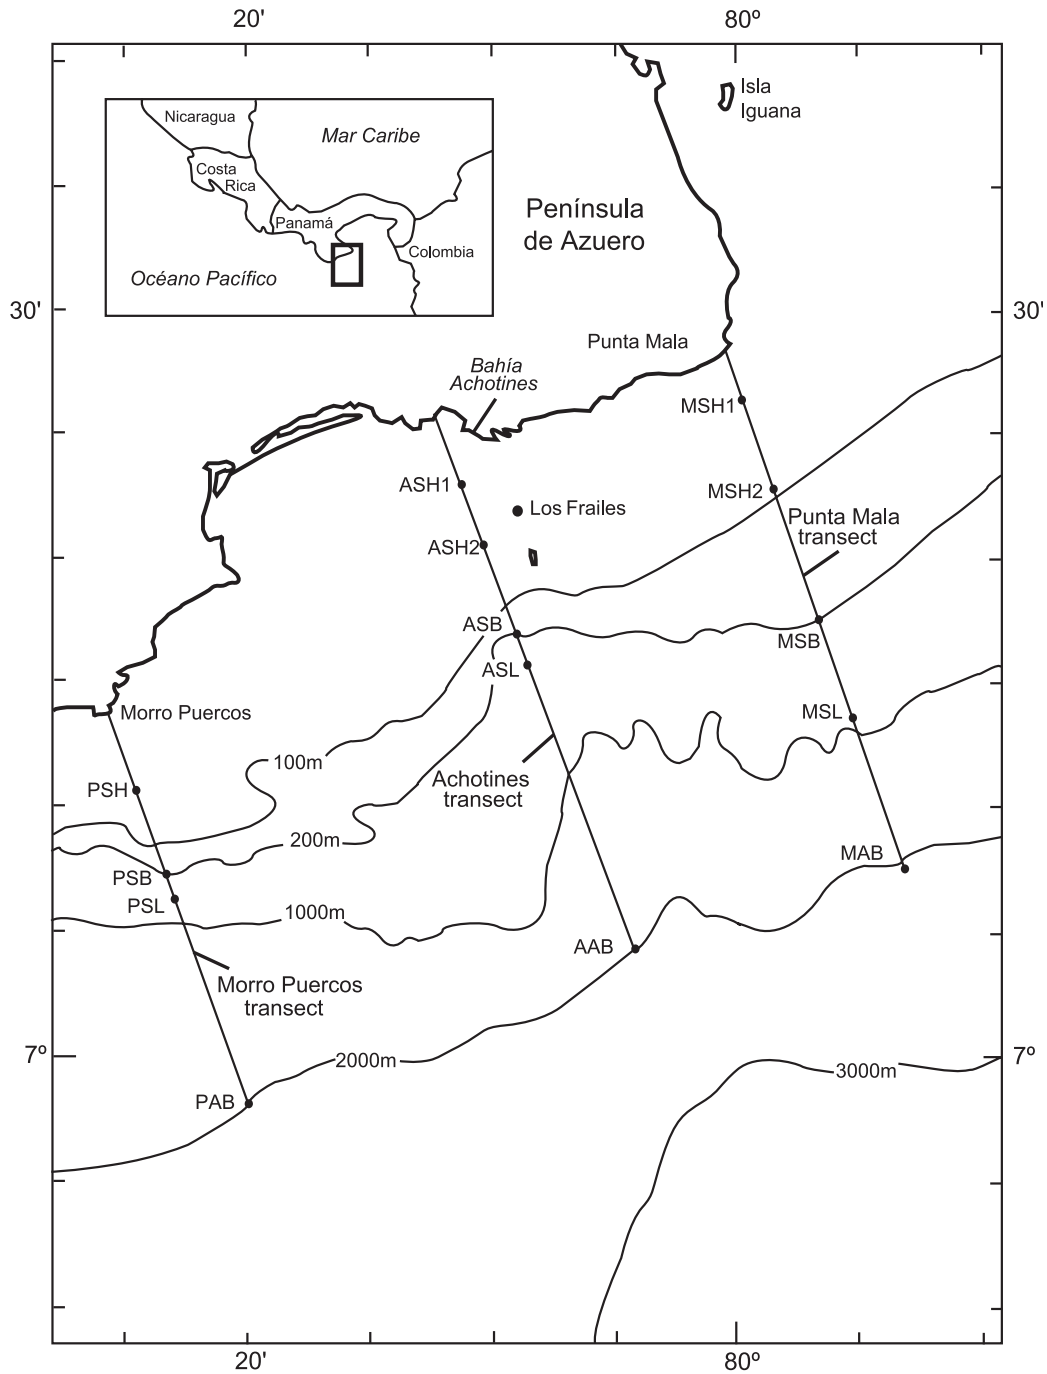 20'
80º
Isla
Iguana
Nicaragua
Mar Caribe
Costa
Rica
Panamá
Colombia
Océano Pacífico
Península
de Azuero
30'
30'
Punta Mala
Bahía
Achotines
MSH1
ASH1
MSH2
Los Frailes
Punta Mala
transect
ASH2
ASB
MSB
ASL
Morro Puercos
MSL
100m
PSH
Achotines
transect
200m
MAB
PSB
PSL
1000m
AAB
Morro Puercos
transect
7º
7º
2000m
3000m
PAB
20'
80º